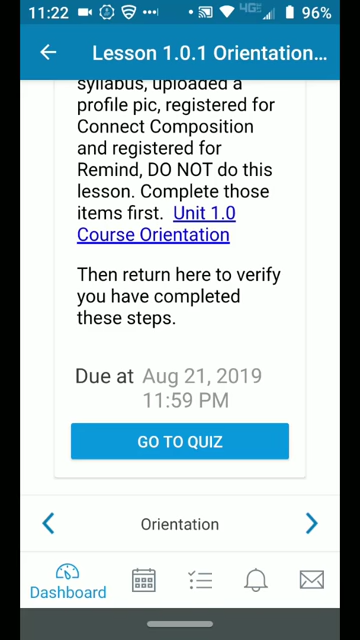 11:22
4G
96%
Lesson 1.0.1 Orientation...
syllabus, uploaded a
profile pic, registered for
Connect Composition
and registered for
Remind, DO NOT do this
lesson. Complete those
items first. Unit 1.0
Course Orientation
Then return here to verify
you have completed
these steps.
Due at Aug 21, 2019
11:59 PM
GO TO QUIZ
Orientation
Dashboard